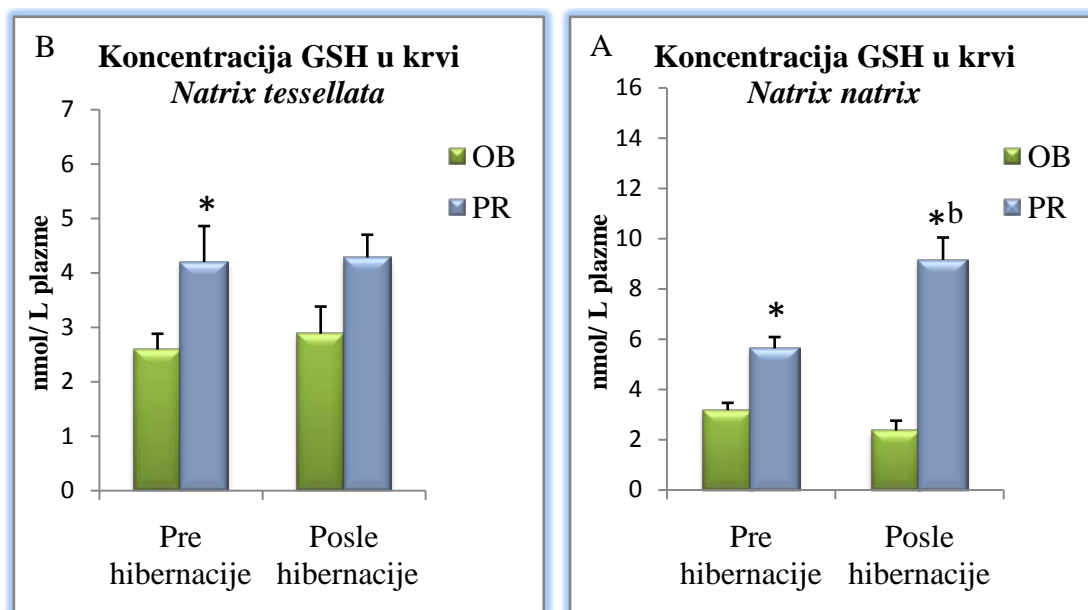 B
Koncentracija GSH u krvi
Natrix tessellata
7
6
5
4
3
2
1
0
nmol/ L plazme
*
OB
PR
Pre
hibernacije
Posle
hibernacije
A
Koncentracija GSH u krvi
Natrix natrix
16
14
12
10
8
6
4
2
0
nmol/ L plazme
*
*b
OB
PR
Pre
hibernacije
Posle
hibernacije